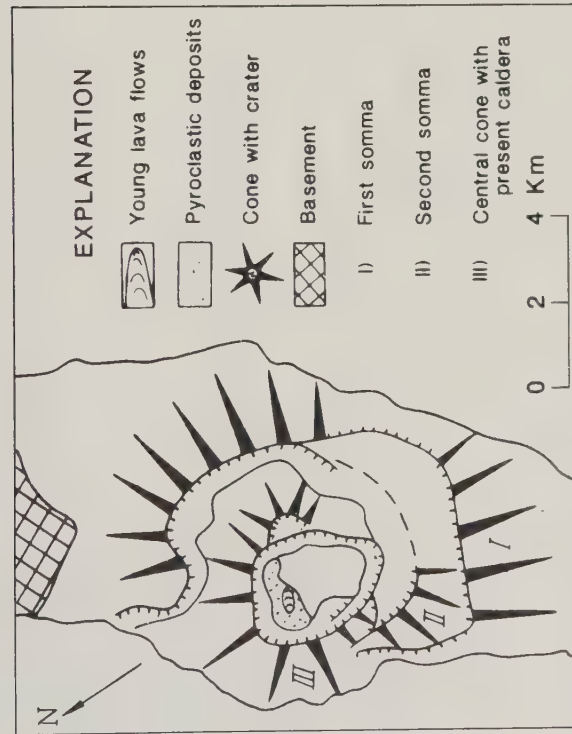 EXPLANATION
Young lava flows
Pyroclastic deposits
Cone with crater
Basement
I) First somma
II) Second somma
III) Central cone with
present caldera
0 2 4 Km
N
I
II
III